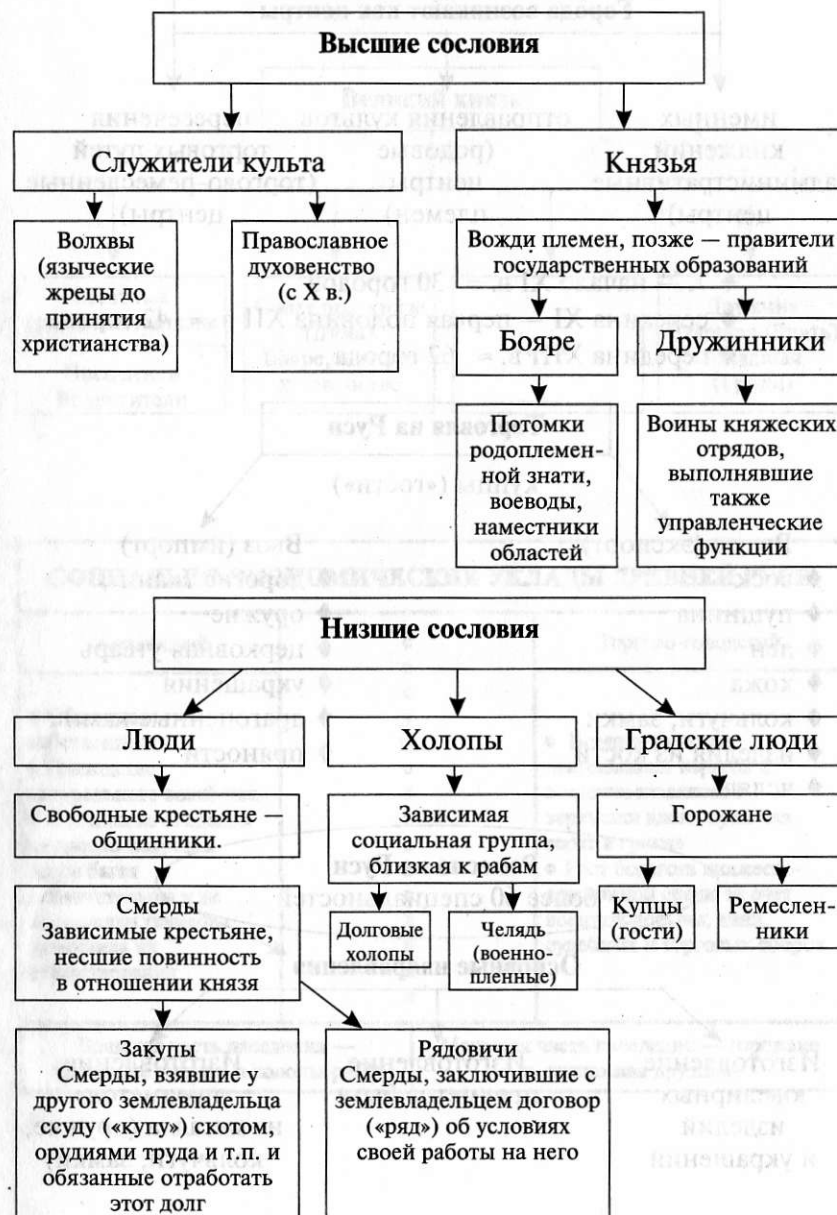 Высшие сословия
Служители культа
Князья
Волхвы
(языческие
жрецы до
принятия
христианства)
Православное
духовенство
(с X в.)
Вожди племен, позже — правители
государственных образований
Бояре
Дружинники
Потомки
родоплемен-
ной знати,
воеводы,
наместники
областей
Воины княжеских
отрядов,
выполнявшие
также
управленческие
функции
Низшие сословия
Люди
Холопы
Градские люди
Свободные крестьяне —
общинники.
Зависимая
социальная группа,
близкая к рабам
Горожане
Смерды
Зависимые крестьяне,
несшие повинность
в отношении князя
Долговые
холопы
Челядь
(военно-
пленные)
Купцы
(гости)
Ремеслен-
ники
Закупы
Смерды, взявшие у
другого землевладельца
ссуду («купу») скотом,
орудиями труда и т.п. и
обязанные отработать
этот долг
Рядовичи
Смерды, заключившие с
землевладельцем договор
(«ряд») об условиях
своей работы на него